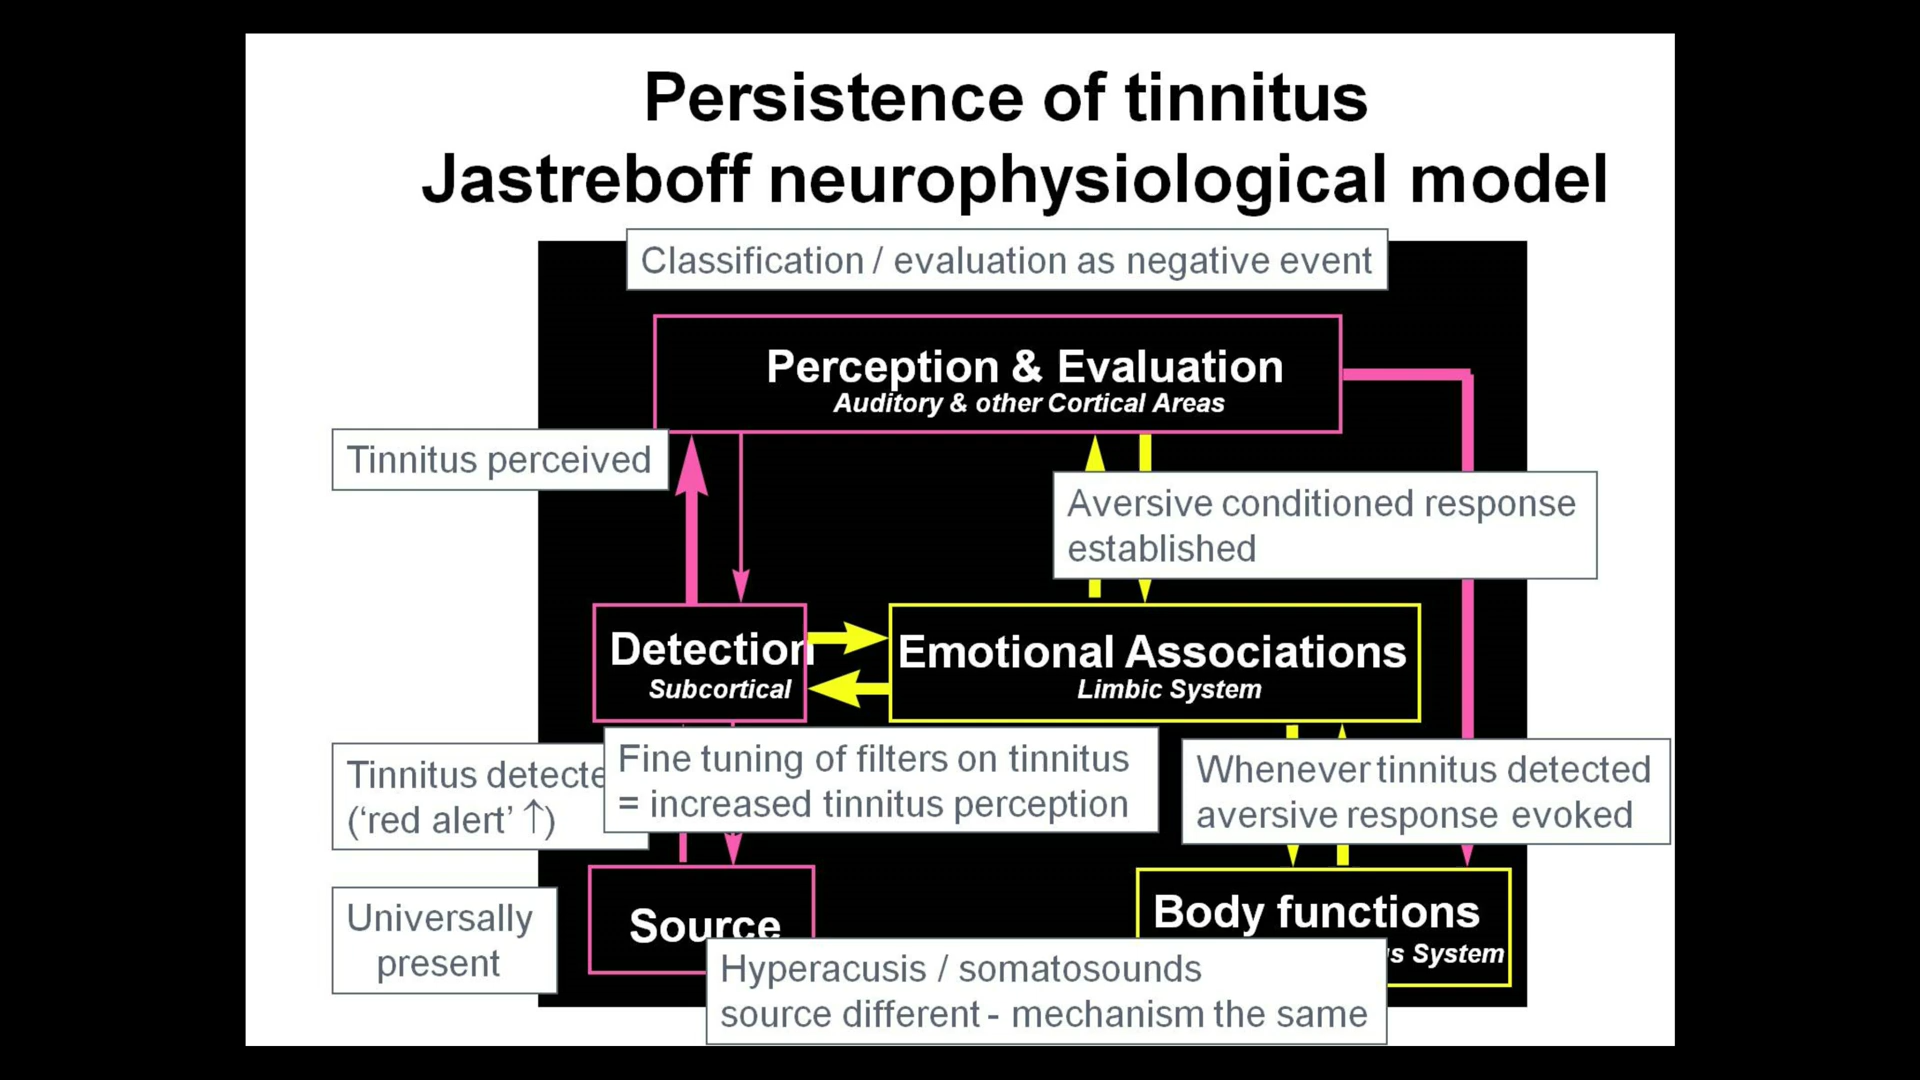 Persistence of tinnitus
Jastreboff neurophysiological model
Classification / evaluation as negative event
Perception & Evaluation
Auditory & other Cortical Areas
Tinnitus perceived
Aversive conditioned response
established
Detection
Subcortical
Emotional Associations
Limbic System
Tinnitus detecte
(‘red alert’ ↑)
Fine tuning of filters on tinnitus
= increased tinnitus perception
Whenever tinnitus detected
aversive response evoked
Universally
present
Source
Body functions
System
Hyperacusis / somatosounds
source different - mechanism the same